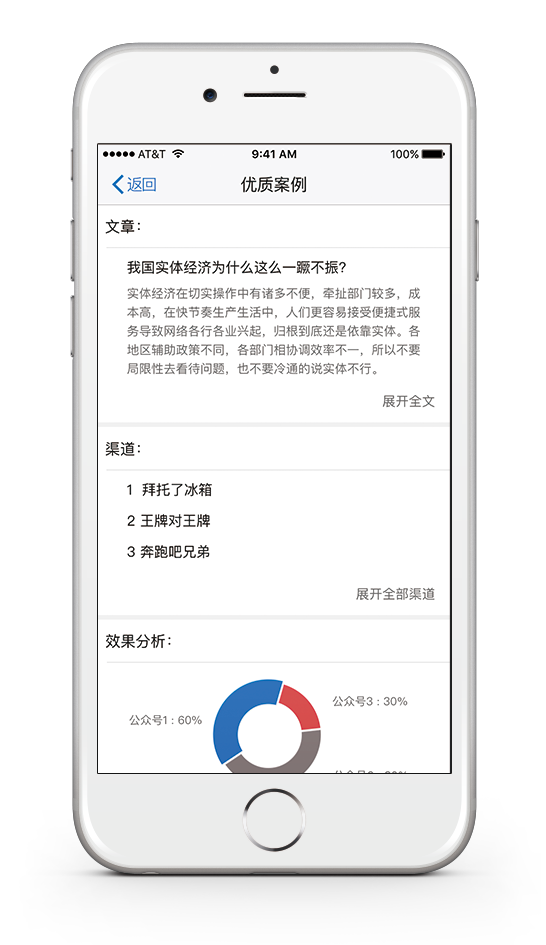 AT&T 9:41 AM 100%
返回 优质案例
文章：
我国实体经济为什么这么一蹶不振？
实体经济在切实操作中有诸多不便，牵扯部门较多，成
本高，在快节奏生产生活中，人们更容易接受便捷式服
务导致网络各行各业兴起，归根到底还是依靠实体。各
地区辅助政策不同，各部门相协调效率不一，所以不要
局限性去看待问题，也不要冷通的说实体不行。
展开全文
渠道：
1 拜托了冰箱
2 王牌对王牌
3 奔跑吧兄弟
展开全部渠道
效果分析：
公众号3 : 30%
公众号1 : 60%